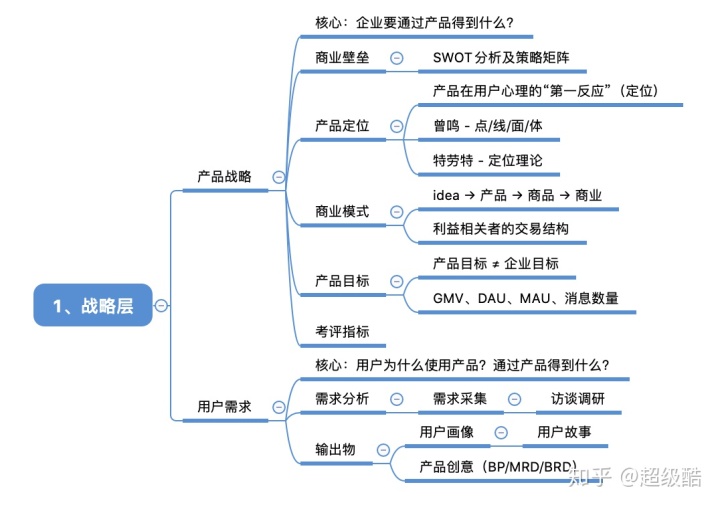 核心：企业要通过产品得到什么？
商业壁垒
SWOT分析及策略矩阵
产品在用户心理的“第一反应”（定位）
产品定位
曾鸣 - 点/线/面/体
特劳特 - 定位理论
产品战略
idea → 产品 → 商品 → 商业
商业模式
利益相关者的交易结构
产品目标 ≠ 企业目标
产品目标
GMV、DAU、MAU、消息数量
1、战略层
考评指标
核心：用户为什么使用产品？通过产品得到什么？
需求分析
需求采集
访谈调研
用户需求
用户画像
用户故事
输出物
产品创意（BP/MRD/BRD）
知乎 @超级酷